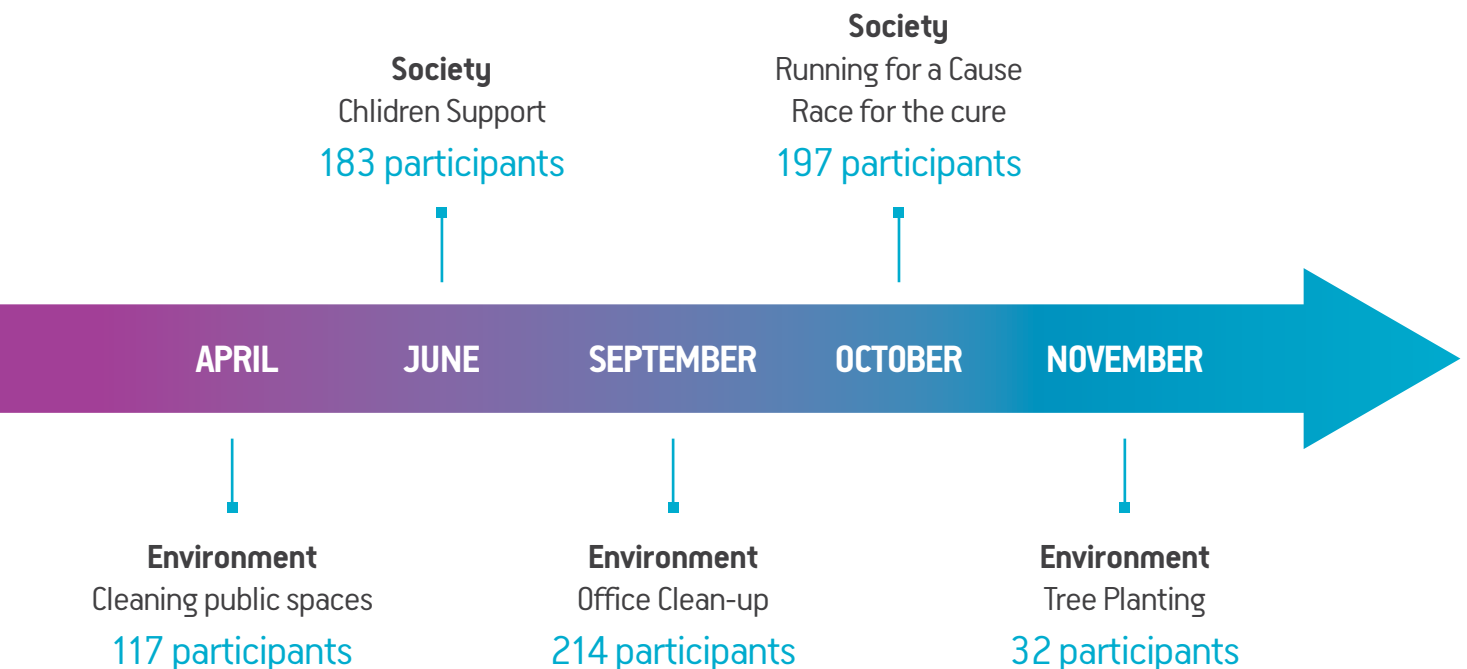 Society
Running for a Cause
Race for the cure
197 participants
Society
Chlidren Support
183 participants
APRIL
JUNE
SEPTEMBER
OCTOBER
NOVEMBER
Environment
Cleaning public spaces
117 participants
Environment
Office Clean-up
214 participants
Environment
Tree Planting
32 participants